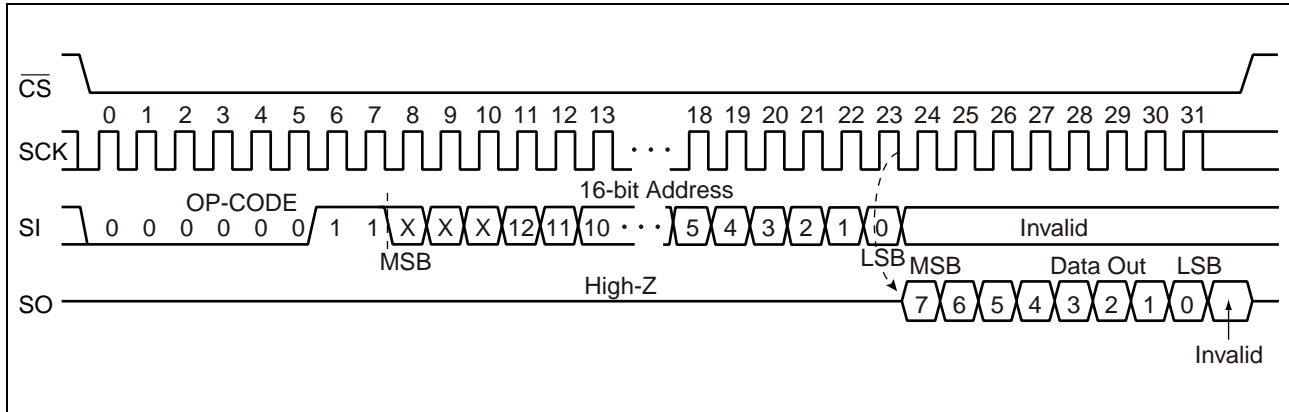 CS
0 1 2 3 4 5 6 7 8 9 10 11 12 13 18 19 20 21 22 23 24 25 26 27 28 29 30 31
SCK
· · ·
OP-CODE 16-bit Address
SI 0 0 0 0 0 0 1 1 X X X 12 11 10 · · · 5 4 3 2 1 0 Invalid
MSB LSB
High-Z MSB Data Out LSB
SO 7 6 5 4 3 2 1 0
Invalid